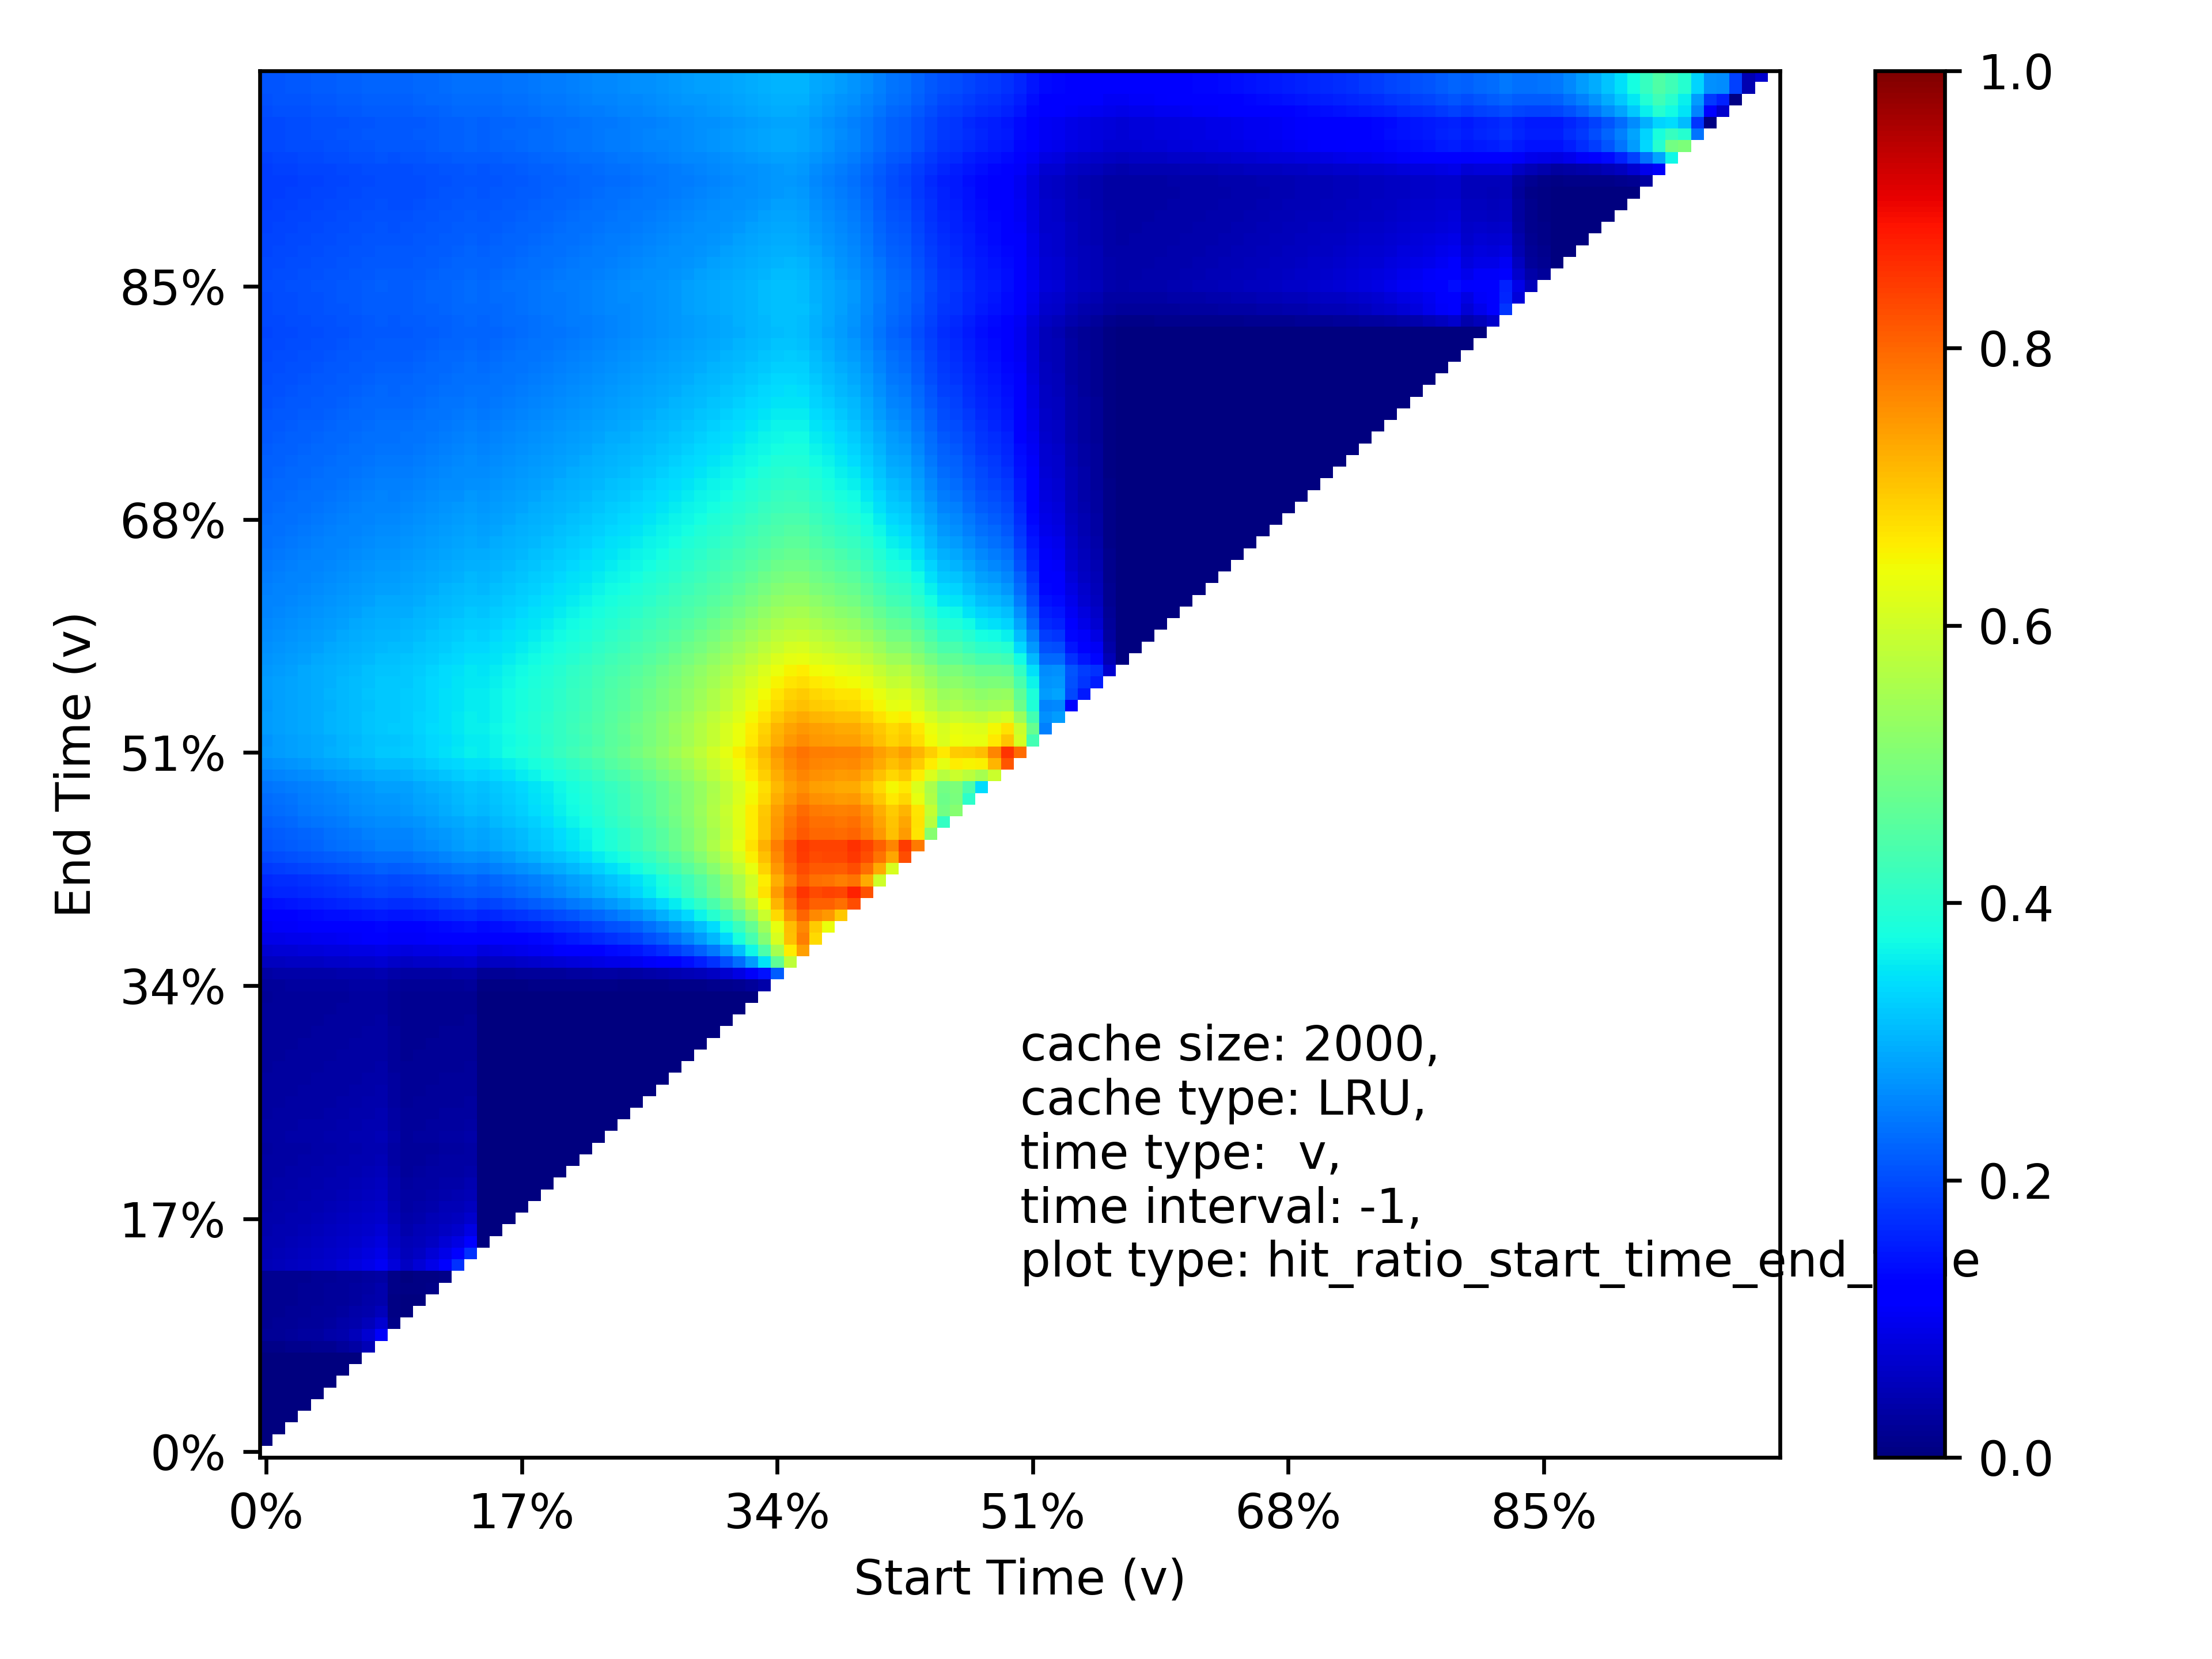 1.0
0.8
0.6
0.4
0.2
0.0
85%
68%
51%
34%
17%
0%
End Time (v)
cache size: 2000,
cache type: LRU,
time type:  v,
time interval: -1,
plot type: hit_ratio_start_time_end_
0%
17%
34%
51%
68%
85%
Start Time (v)